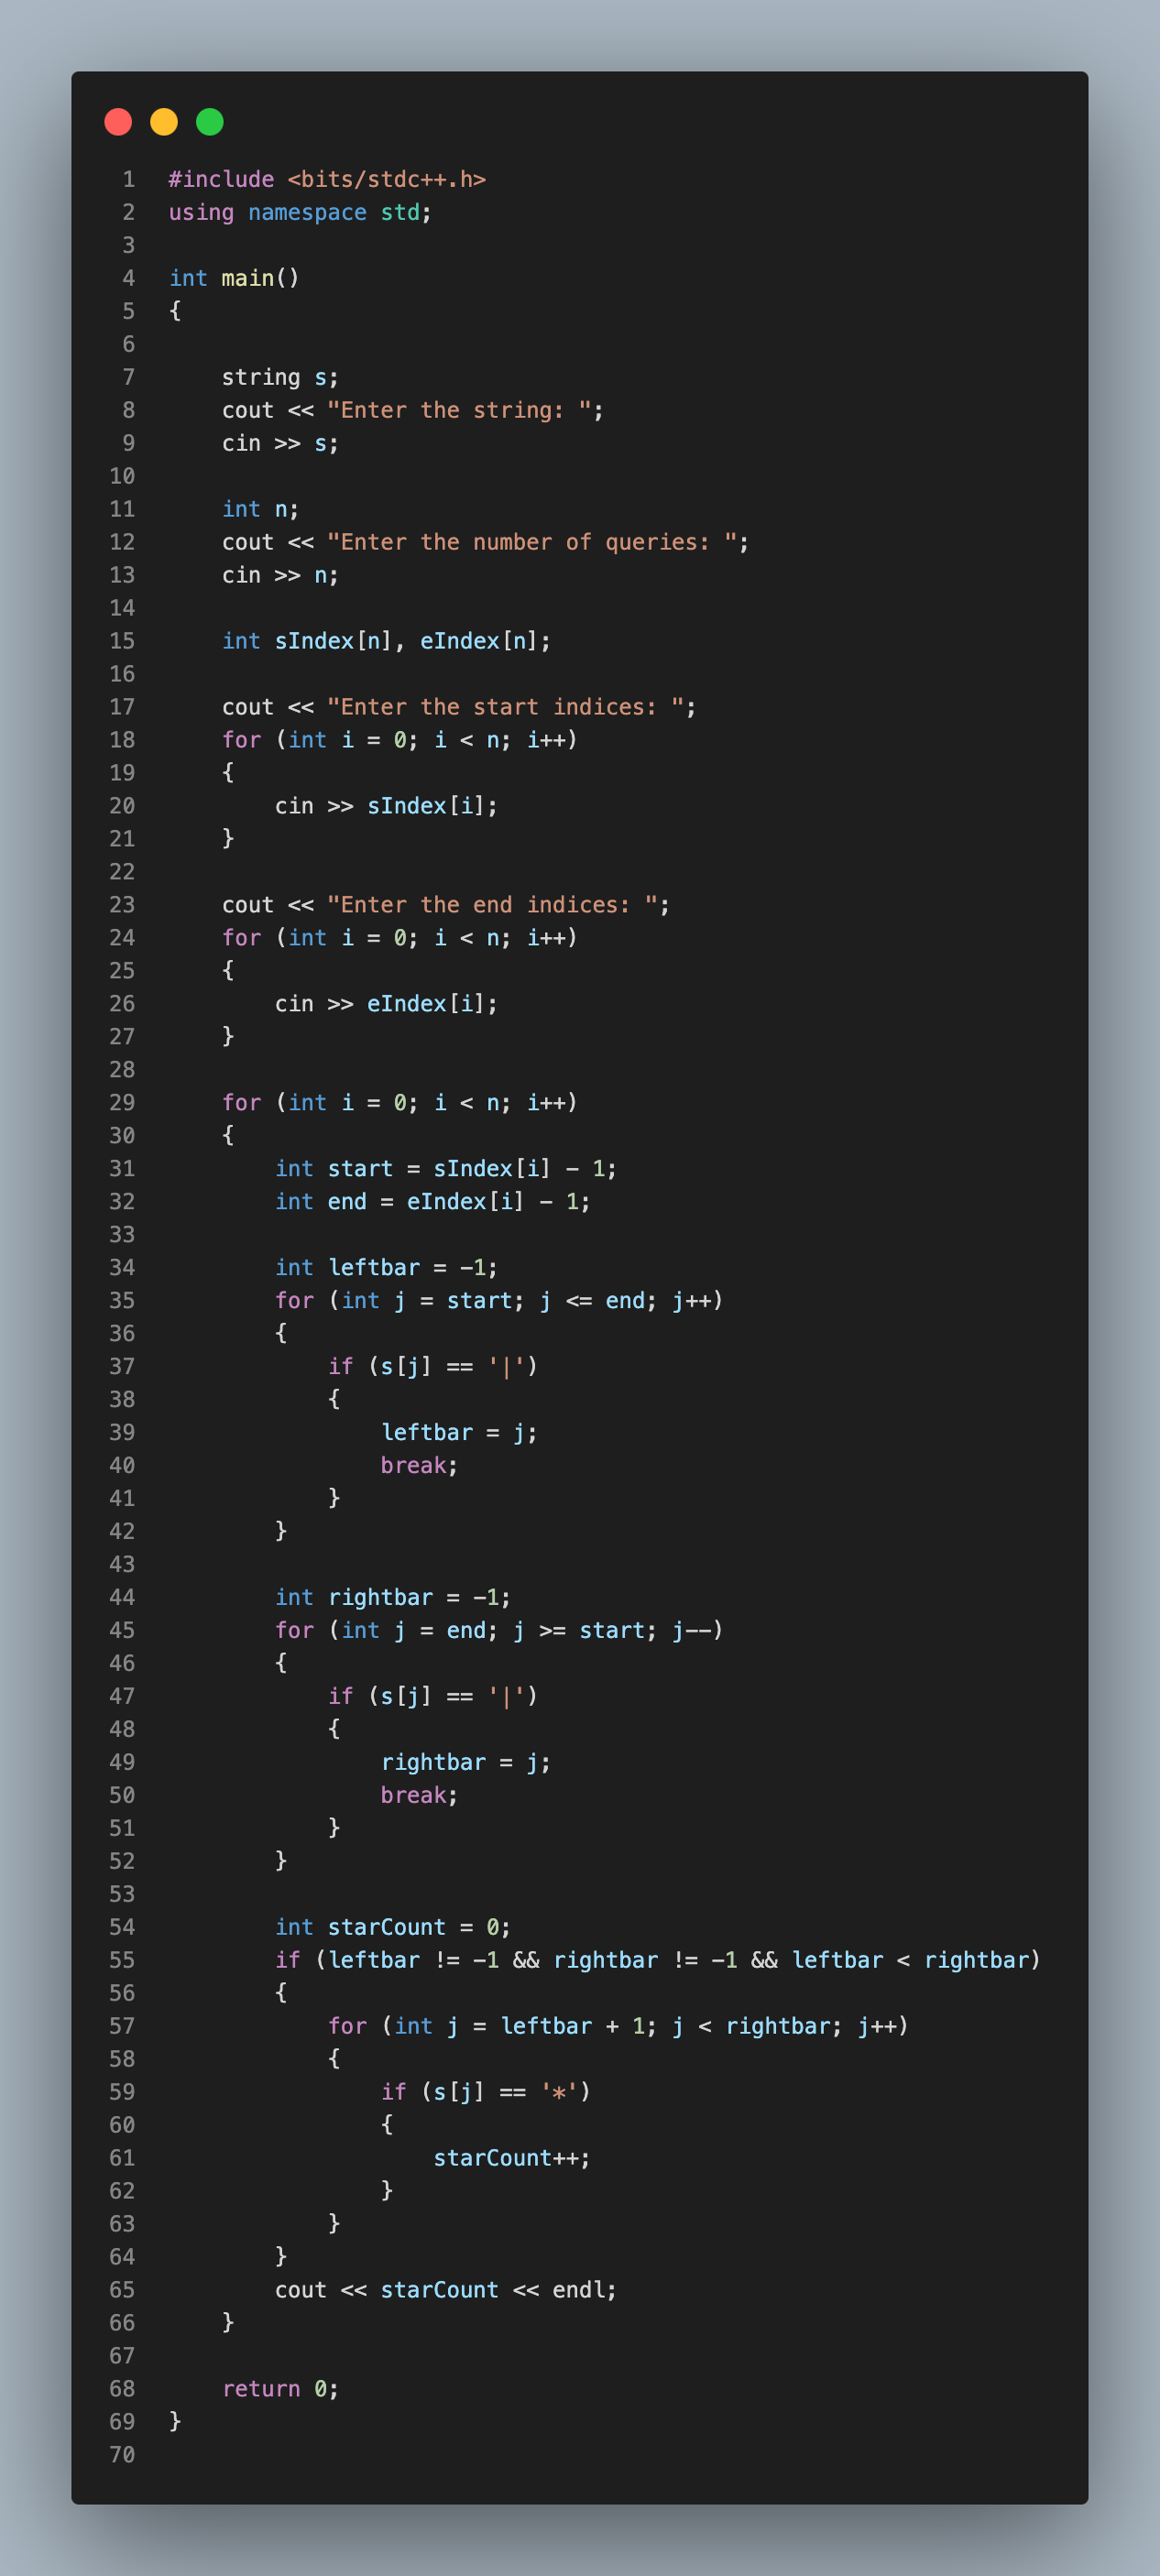 1 #include <bits/stdc++.h>
2 using namespace std;
3
4 int main()
5 {
6
7     string s;
8     cout << "Enter the string: ";
9     cin >> s;
10
11     int n;
12     cout << "Enter the number of queries: ";
13     cin >> n;
14
15     int sIndex[n], eIndex[n];
16
17     cout << "Enter the start indices: ";
18     for (int i = 0; i < n; i++)
19     {
20         cin >> sIndex[i];
21     }
22
23     cout << "Enter the end indices: ";
24     for (int i = 0; i < n; i++)
25     {
26         cin >> eIndex[i];
27     }
28
29     for (int i = 0; i < n; i++)
30     {
31         int start = sIndex[i] - 1;
32         int end = eIndex[i] - 1;
33
34         int leftbar = -1;
35         for (int j = start; j <= end; j++)
36         {
37             if (s[j] == '|')
38             {
39                 leftbar = j;
40                 break;
41             }
42         }
43
44         int rightbar = -1;
45         for (int j = end; j >= start; j--)
46         {
47             if (s[j] == '|')
48             {
49                 rightbar = j;
50                 break;
51             }
52         }
53
54         int starCount = 0;
55         if (leftbar != -1 && rightbar != -1 && leftbar < rightbar)
56         {
57             for (int j = leftbar + 1; j < rightbar; j++)
58             {
59                 if (s[j] == '*')
60                 {
61                     starCount++;
62                 }
63             }
64         }
65         cout << starCount << endl;
66     }
67
68     return 0;
69 }
70